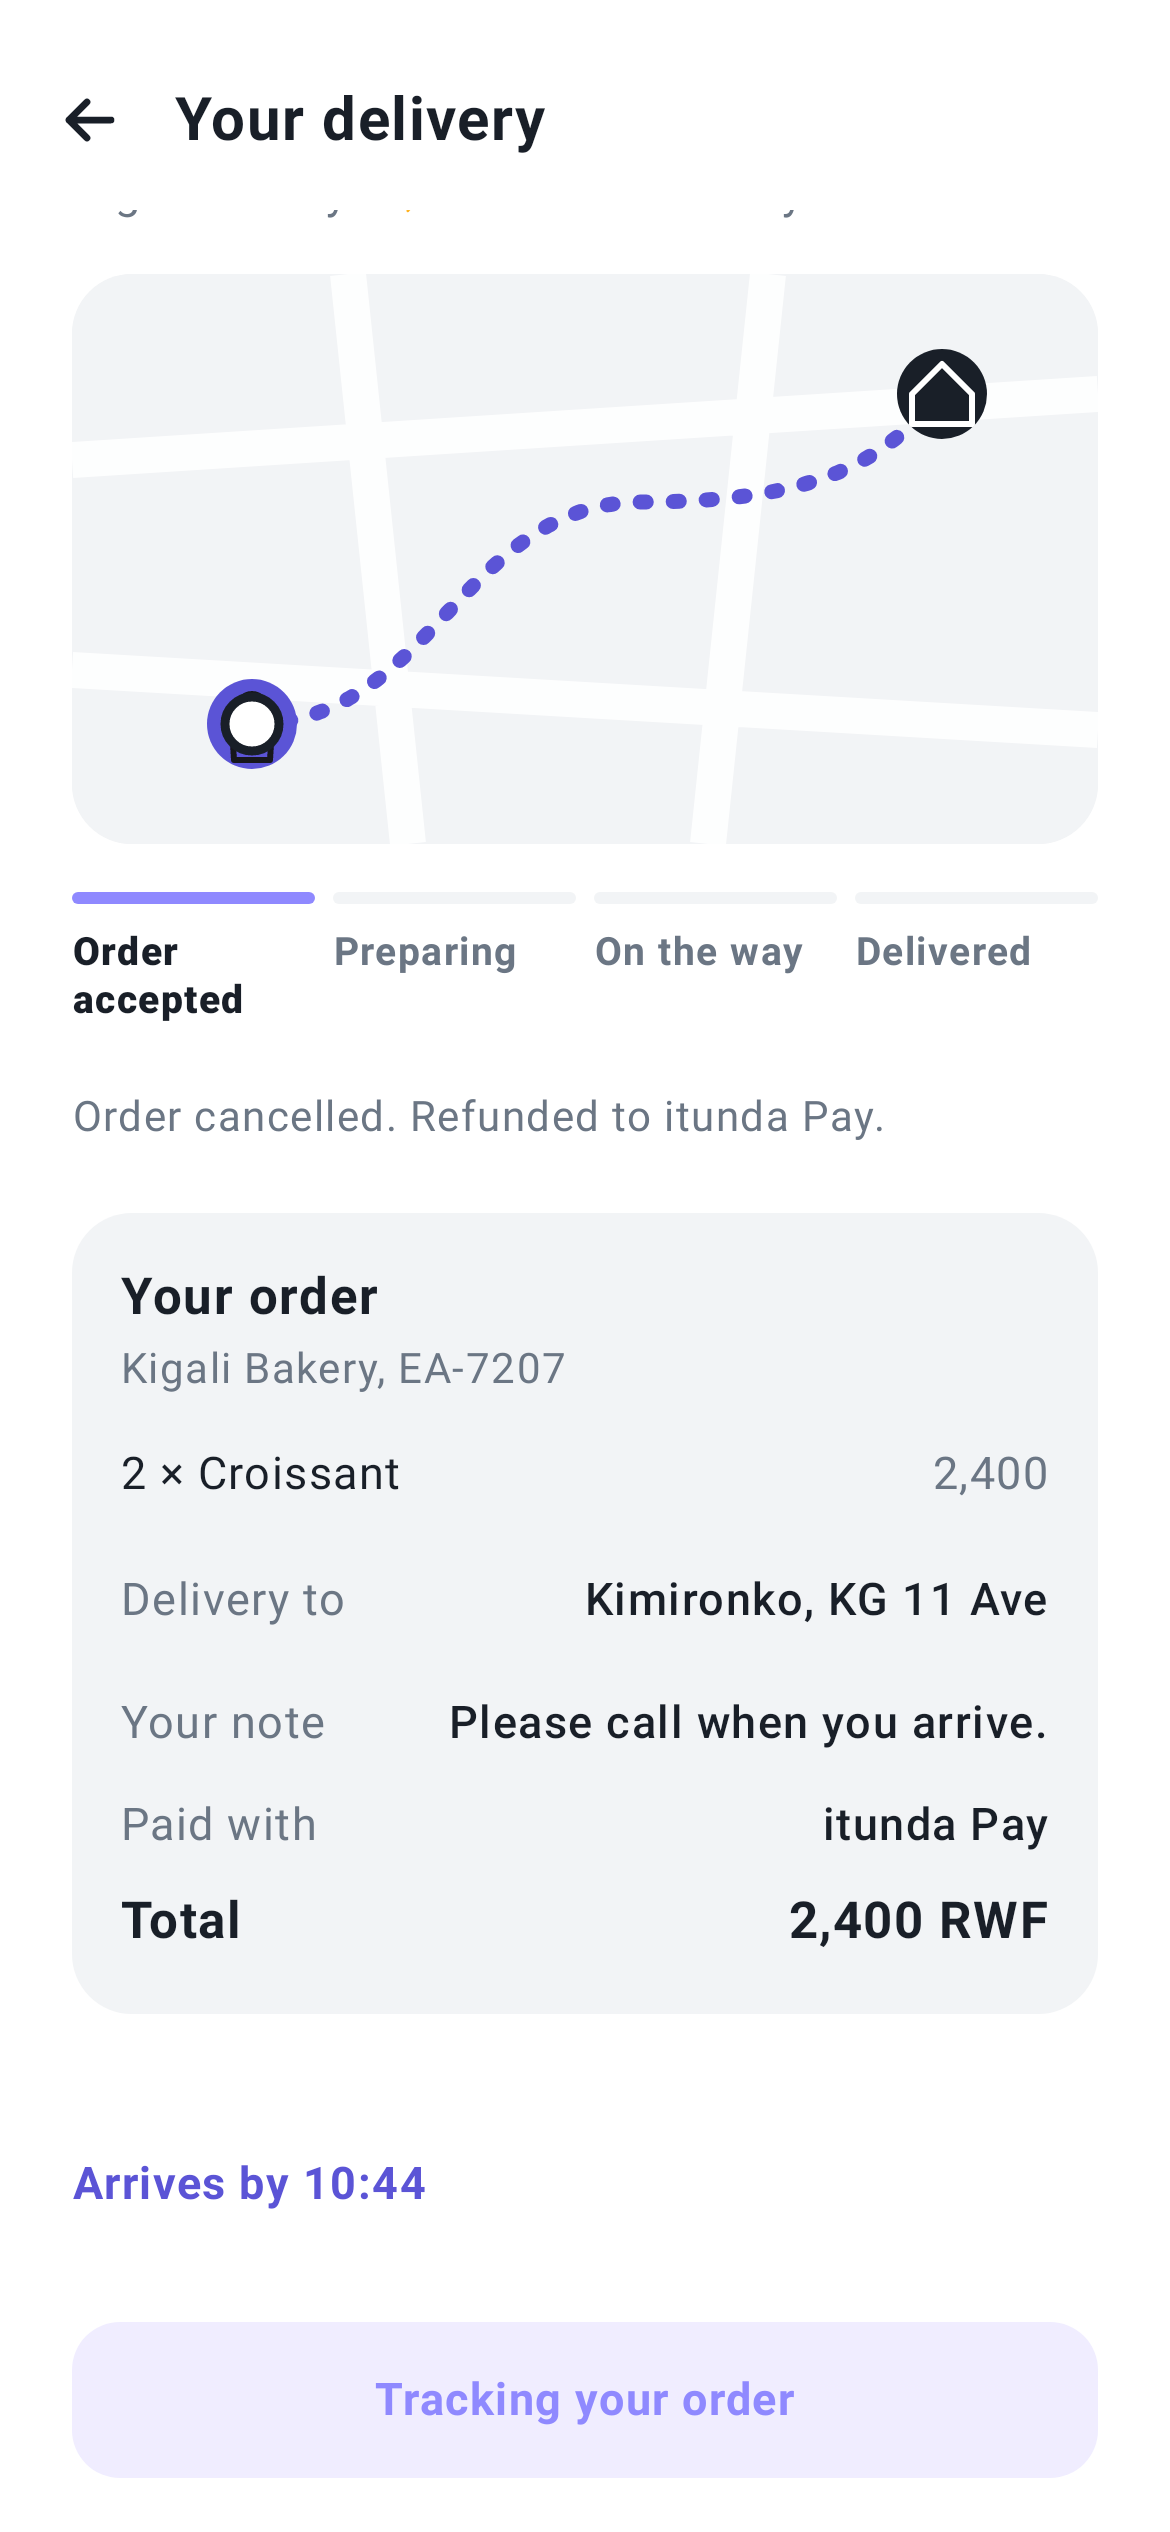 Your delivery
Order accepted
Preparing
On the way
Delivered
Order cancelled. Refunded to itunda Pay.
Your order
Kigali Bakery, EA-7207
2 × Croissant 2,400
Delivery to Kimironko, KG 11 Ave
Your note Please call when you arrive.
Paid with itunda Pay
Total 2,400 RWF
Arrives by 10:44
Tracking your order